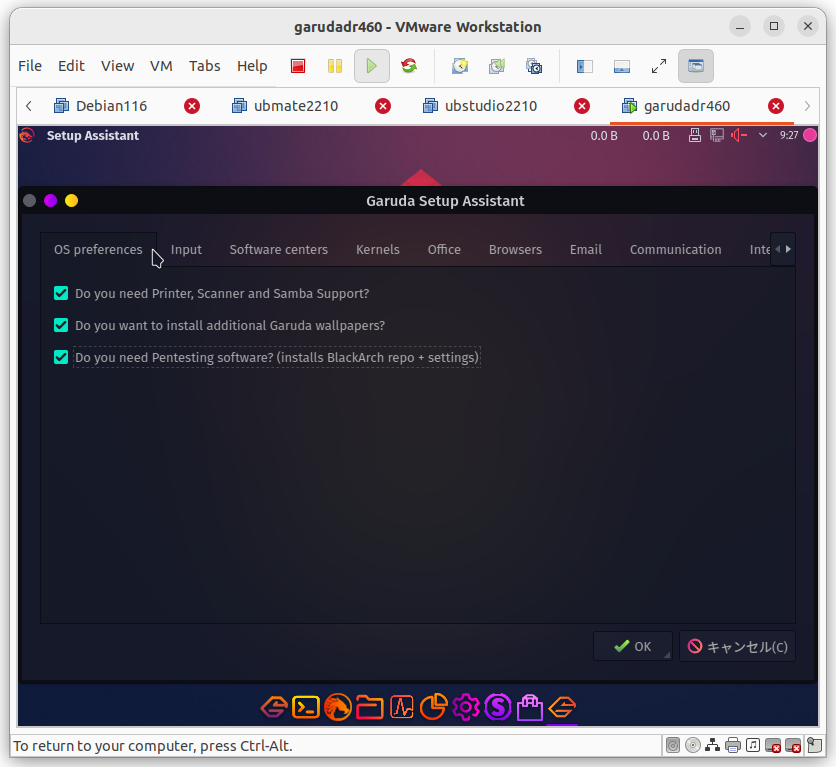 garudadr460 - VMware Workstation
File Edit View VM Tabs Help
Debian116 ubmate2210 ubstudio2210 garudadr460
Setup Assistant 0.0 B 0.0 B 9:27
Garuda Setup Assistant
OS preferences Input Software centers Kernels Office Browsers Email Communication Inte
Do you need Printer, Scanner and Samba Support?
Do you want to install additional Garuda wallpapers?
Do you need Pentesting software? (installs BlackArch repo + settings)
OK キャンセル(C)
To return to your computer, press Ctrl-Alt.